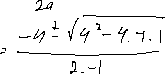 2a
= -4 ± √4² - 4.4.1
2.-1